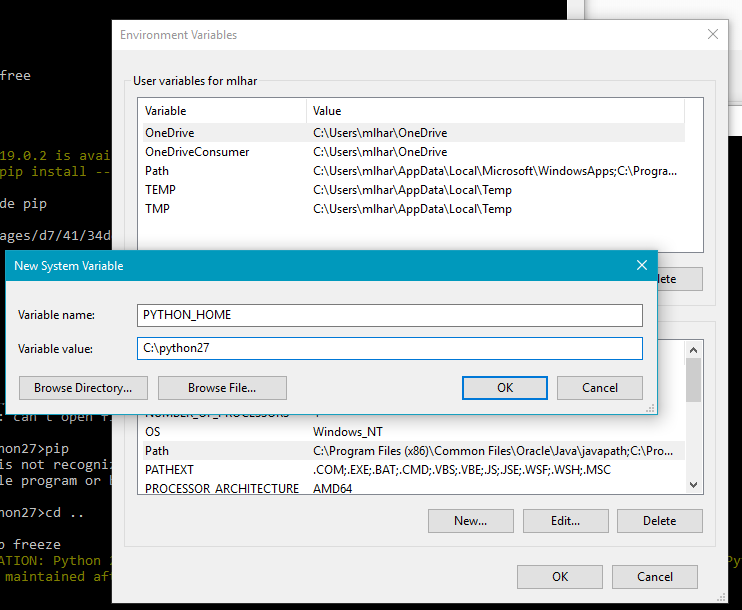 Environment Variables
free
User variables for mlhar
Variable Value
OneDrive C:\Users\mlhar\OneDrive
OneDriveConsumer C:\Users\mlhar\OneDrive
19.0.2 is avai
Path C:\Users\mlhar\AppData\Local\Microsoft\WindowsApps;C:\Progra...
pip install --
TEMP C:\Users\mlhar\AppData\Local\Temp
de pip
TMP C:\Users\mlhar\AppData\Local\Temp
ages/d7/41/34d
New System Variable
lete
Variable name: PYTHON_HOME
Variable value: C:\python27
Browse Directory... Browse File... OK Cancel
NUMBER_OF_PROCESSORS
: can't open f
OS Windows_NT
hon27>pip
Path C:\Program Files (x86)\Common Files\Oracle\Java\javapath;C:\Pro...
is not recogniz
PATHEXT .COM;.EXE;.BAT;.CMD;.VBS;.VBE;.JS;.JSE;.WSF;.WSH;.MSC
le program or
PROCESSOR_ARCHITECTURE AMD64
hon27>cd ..
New... Edit... Delete
p freeze
ATION: Python 2 Py
maintained aft
OK Cancel